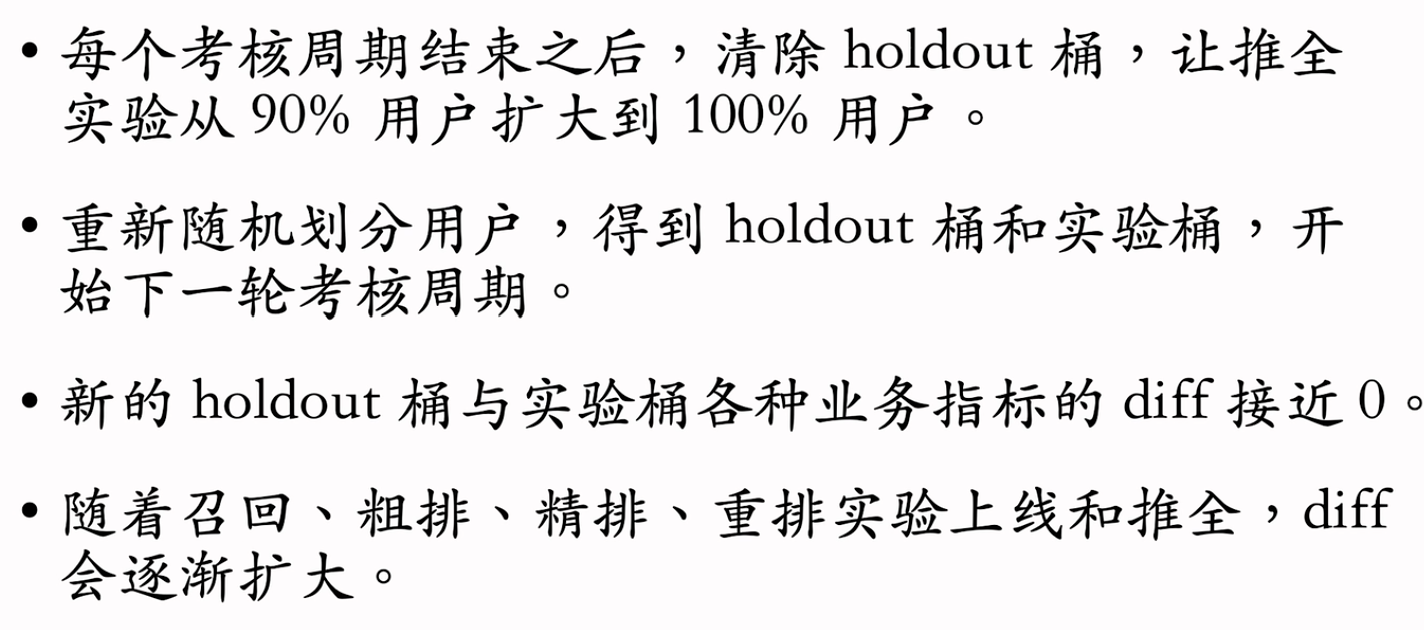 • 每个考核周期结束之后，清除 holdout 桶，让推全
实验从 90% 用户扩大到 100% 用户。
• 重新随机划分用户，得到 holdout 桶和实验桶，开
始下一轮考核周期。
• 新的 holdout 桶与实验桶各种业务指标的 diff 接近 0。
• 随着召回、粗排、精排、重排实验上线和推全，diff
会逐渐扩大。